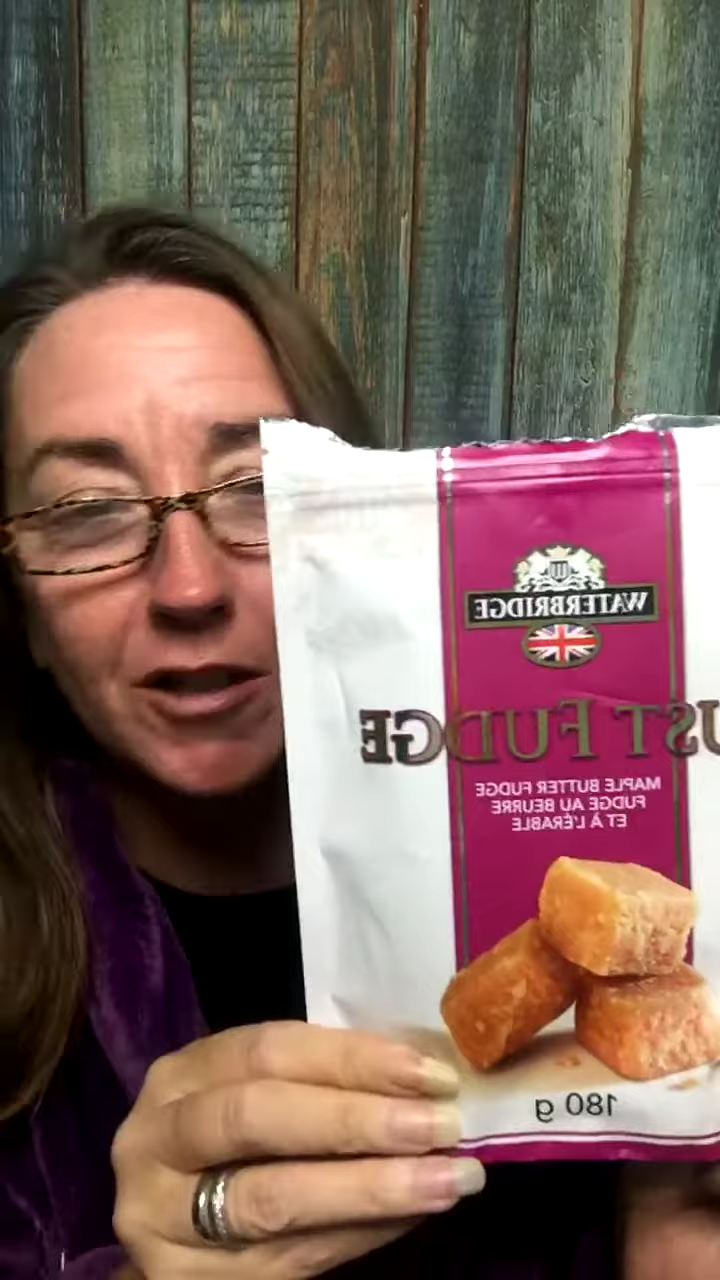 WATERBRIDGE
UST FUDGE
MAPLE BUTTER FUDGE
FUDGE AU BEURRE
ET À L'ÉRABLE
180 g